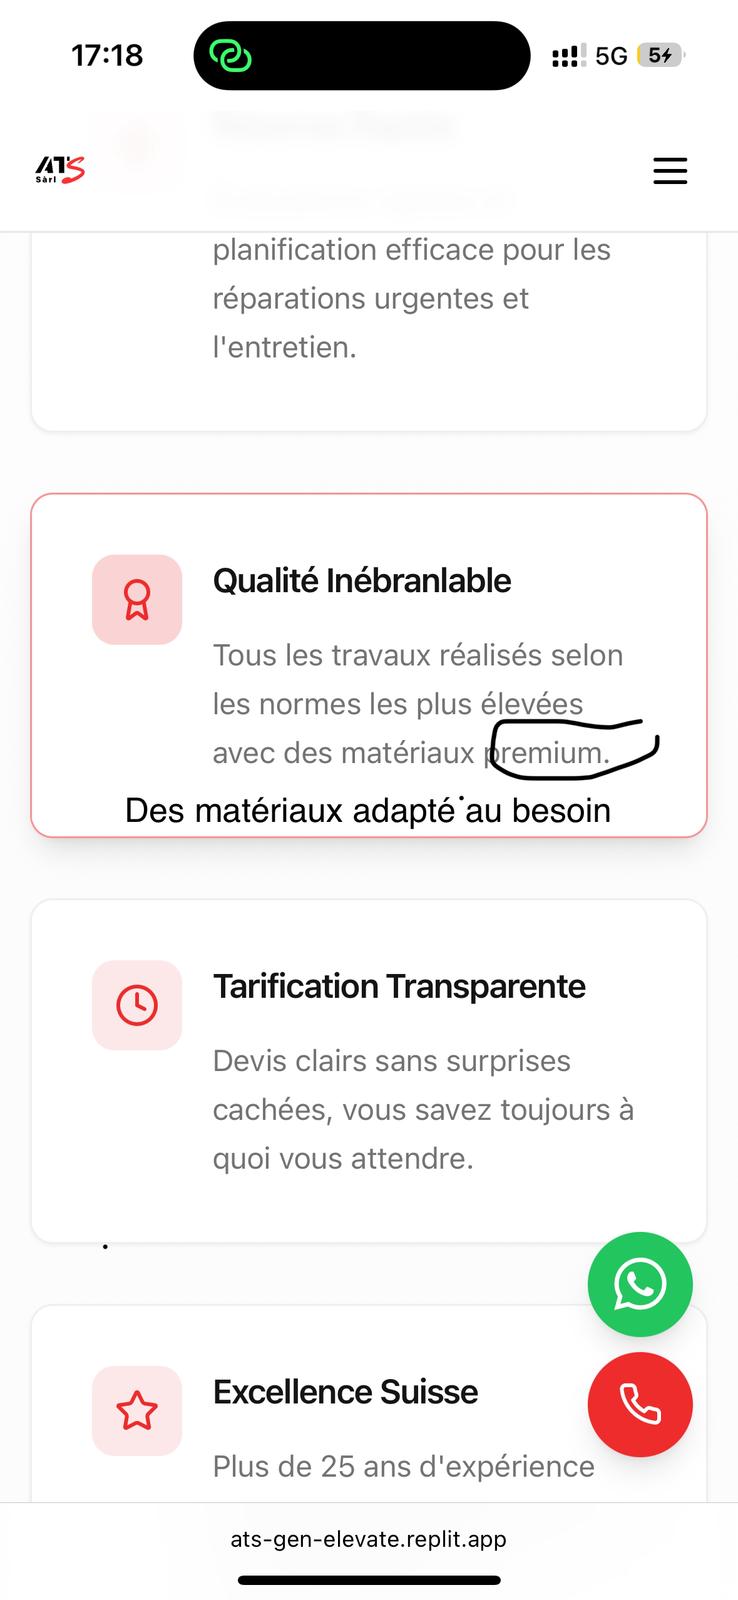 17:18
5G 5
ATS
Sàrl
planification efficace pour les
réparations urgentes et
l'entretien.
Qualité Inébranlable
Tous les travaux réalisés selon
les normes les plus élevées
avec des matériaux premium.
Des matériaux adapté au besoin
Tarification Transparente
Devis clairs sans surprises
cachées, vous savez toujours à
quoi vous attendre.
Excellence Suisse
Plus de 25 ans d'expérience
ats-gen-elevate.replit.app